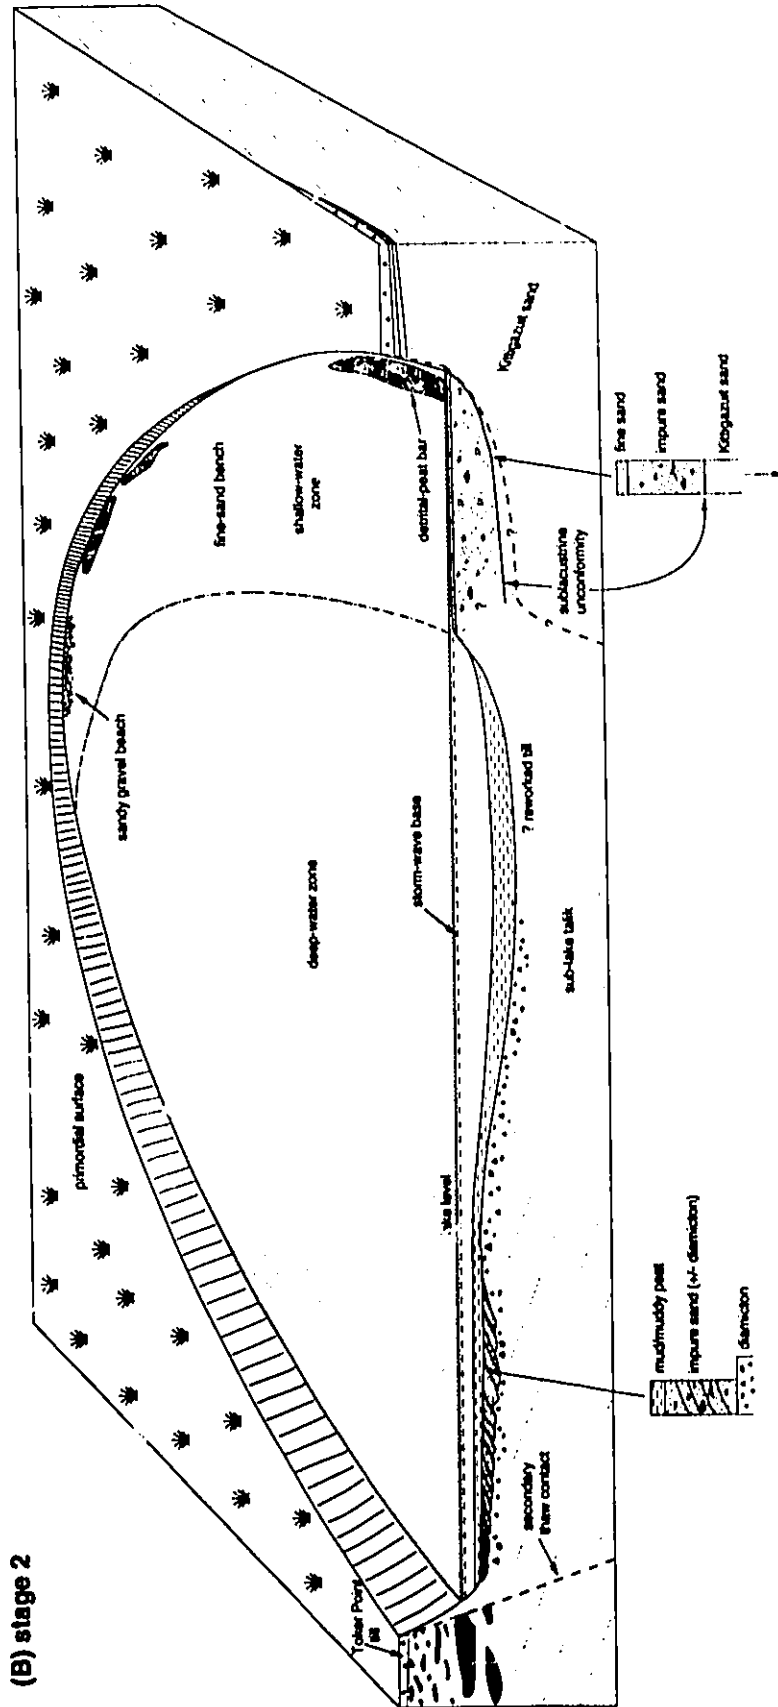 (B) stage 2
primordial surface
sandy gravel beach
fine-sand bench
shallow-water
zone
deep-water zone
detrital-peat bar
Toker Point
till
lake level
storm-wave base
Kittigazuit sand
? reworked till
?
?
?
sublacustrine
unconformity
sub-lake talik
secondary
thaw contact
mud/muddy peat
impure sand (+/- diamicton)
diamicton
fine sand
impure sand
Kittigazuit sand